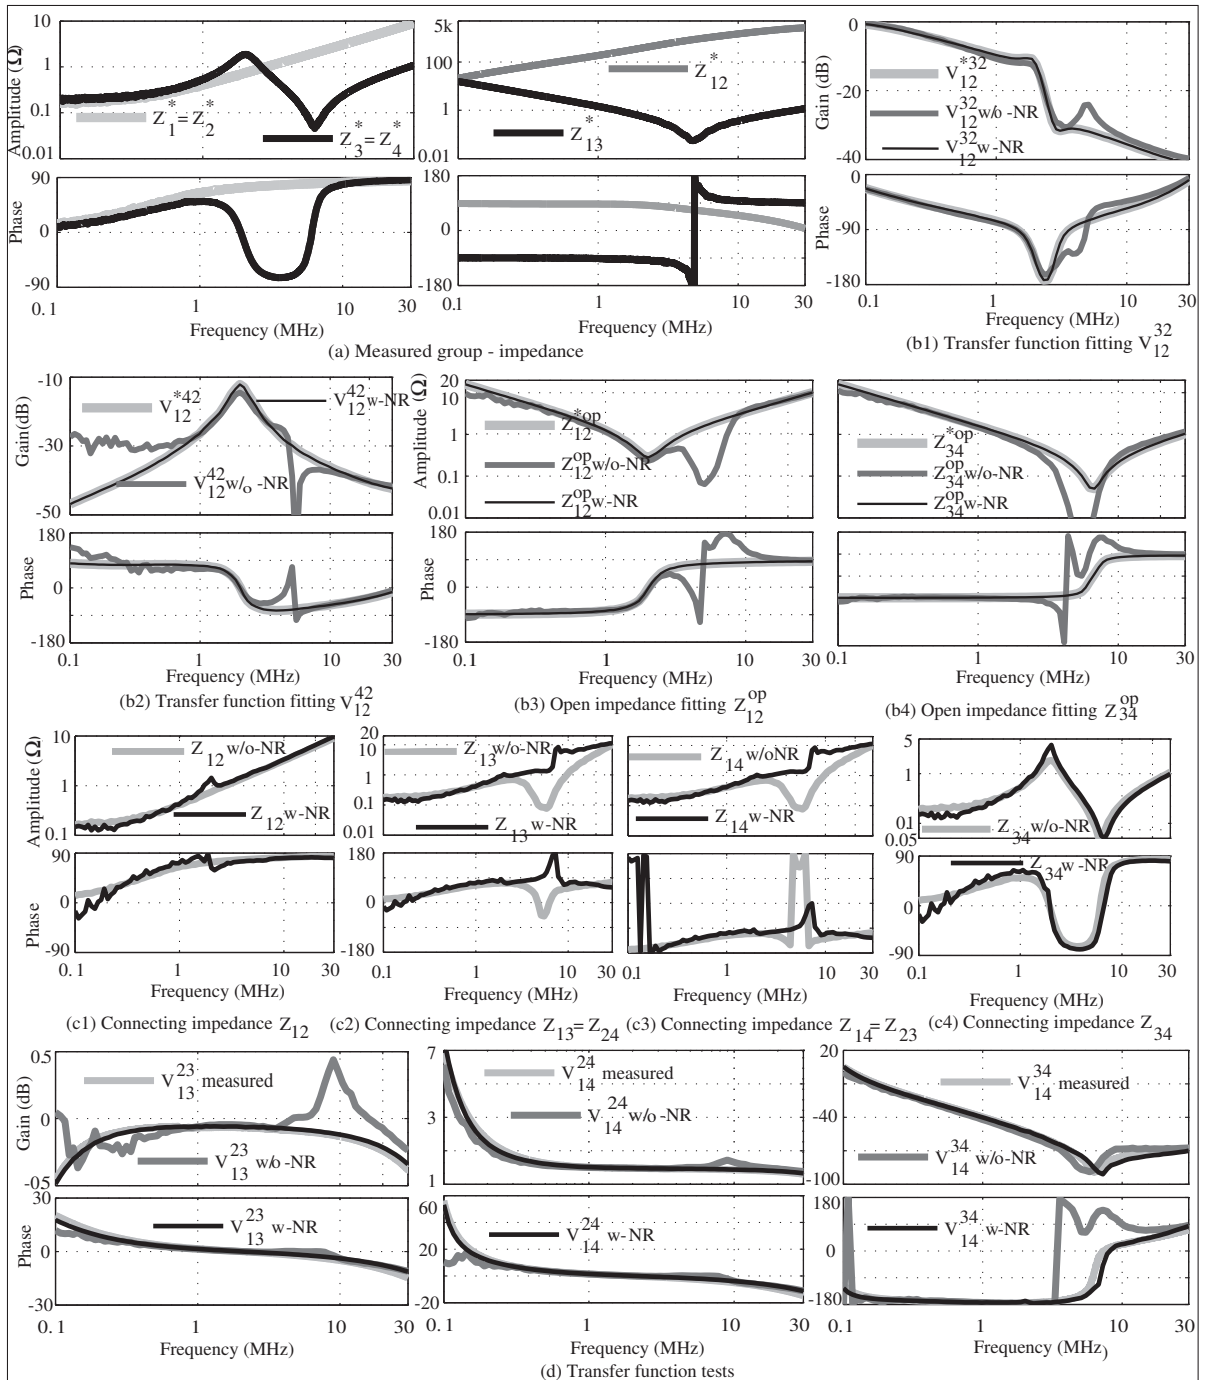 10
1
0.1
0.01
Amplitude (Ω)
Z*1=Z*2
Z*3=Z*4
90
0
-90
Phase
0.1
1
10
30
Frequency (MHz)
5k
100
1
0.01
Z*12
Z*13
180
0
-180
1
10
30
Frequency (MHz)
(a) Measured group - impedance
0
-20
-40
Gain (dB)
V*32 12
V32 12 w/o -NR
V32 12 w-NR
0
-90
-180
Phase
0.1
1
10
30
Frequency (MHz)
(b1) Transfer function fitting V32 12
-10
-30
-50
Gain(dB)
V*42 12
V42 12 w-NR
V42 12 w/o -NR
180
0
-180
Phase
0.1
1
10
30
Frequency (MHz)
(b2) Transfer function fitting V42 12
20
10
1
0.1
0.01
Amplitude (Ω)
Z*op 12
Zop 12 w/o-NR
Zop 12 w-NR
180
0
-180
Phase
0.1
1
10
30
Frequency (MHz)
(b3) Open impedance fitting Zop 12
20
10
1
0.1
Z*op 34
Zop 34 w/o-NR
Zop 34 w-NR
0.1
1
10
30
Frequency (MHz)
(b4) Open impedance fitting Zop 34
10
1
0.1
Amplitude (Ω)
Z12 w/o-NR
Z12 w-NR
90
0
-90
Phase
0.1
1
10
30
Frequency (MHz)
(c1) Connecting impedance Z12
20
10
1
0.1
0.01
Z13 w/o-NR
Z13 w-NR
180
0
-180
0.1
1
10
30
Frequency (MHz)
(c2) Connecting impedance Z13=Z24
Z14 w/oNR
Z14 w-NR
0.1
1
10
30
Frequency (MHz)
(c3) Connecting impedance Z14=Z23
5
1
0.1
0.05
Z34 w/o-NR
Z34 w-NR
90
0
-90
0.1
1
10
30
Frequency (MHz)
(c4) Connecting impedance Z34
0.5
0
-05
Gain (dB)
V23 13 measured
V23 13 w/o -NR
30
0
-30
Phase
V23 13 w-NR
0.1
1
10
30
Frequency (MHz)
7
3
1
V24 14 measured
V24 14 w/o -NR
60
20
-20
V24 14 w-NR
0.1
1
10
30
Frequency (MHz)
20
-40
-100
V34 14 measured
V34 14 w/o-NR
180
0
-180
V34 14 w-NR
0.1
1
10
30
Frequency (MHz)
(d) Transfer function tests